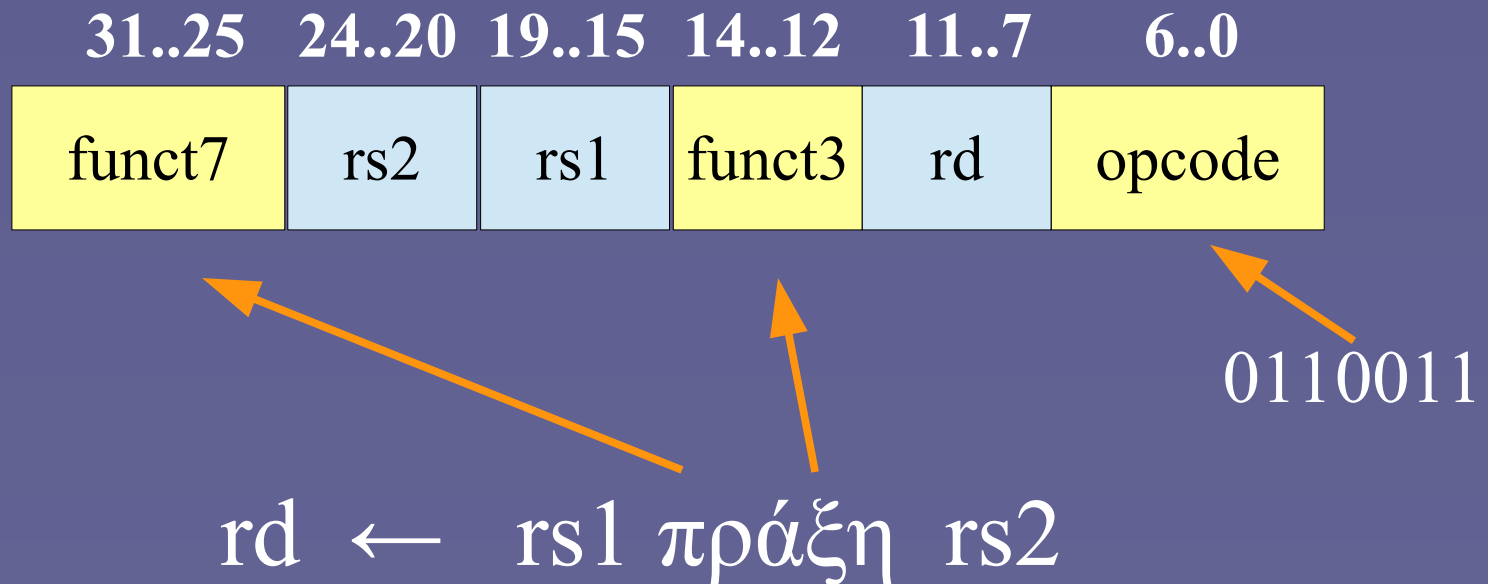 31..25 24..20 19..15 14..12 11..7 6..0
funct7 rs2 rs1 funct3 rd opcode
0110011
rd ← rs1 πράξη rs2